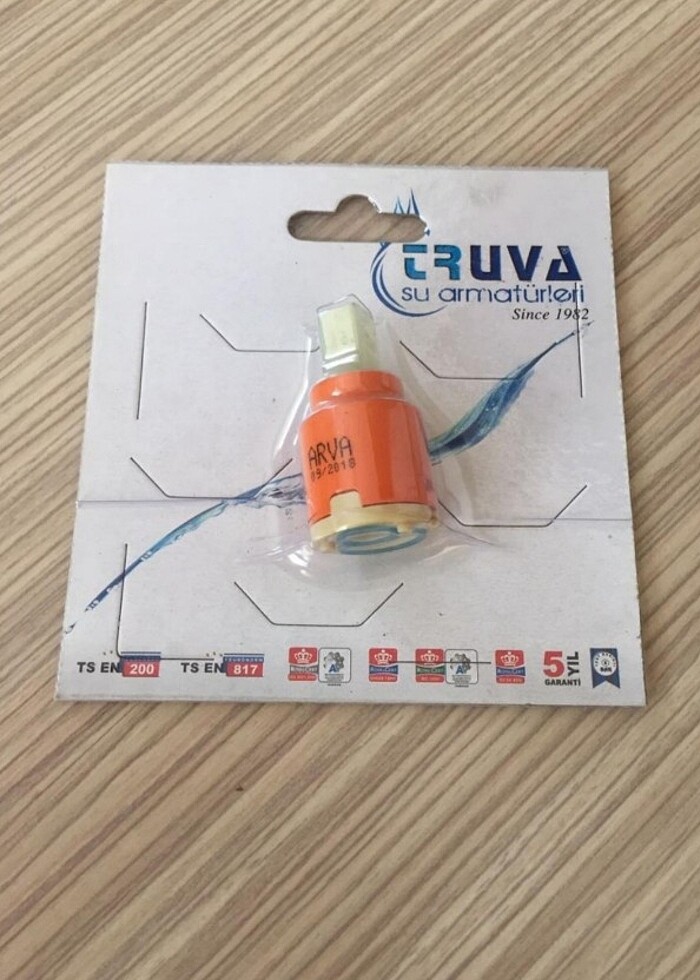 TRUVA
su armatürleri
Since 1982
ARVA
09/2018
TS EN 200
TS EN 817
5 YIL
GARANTİ